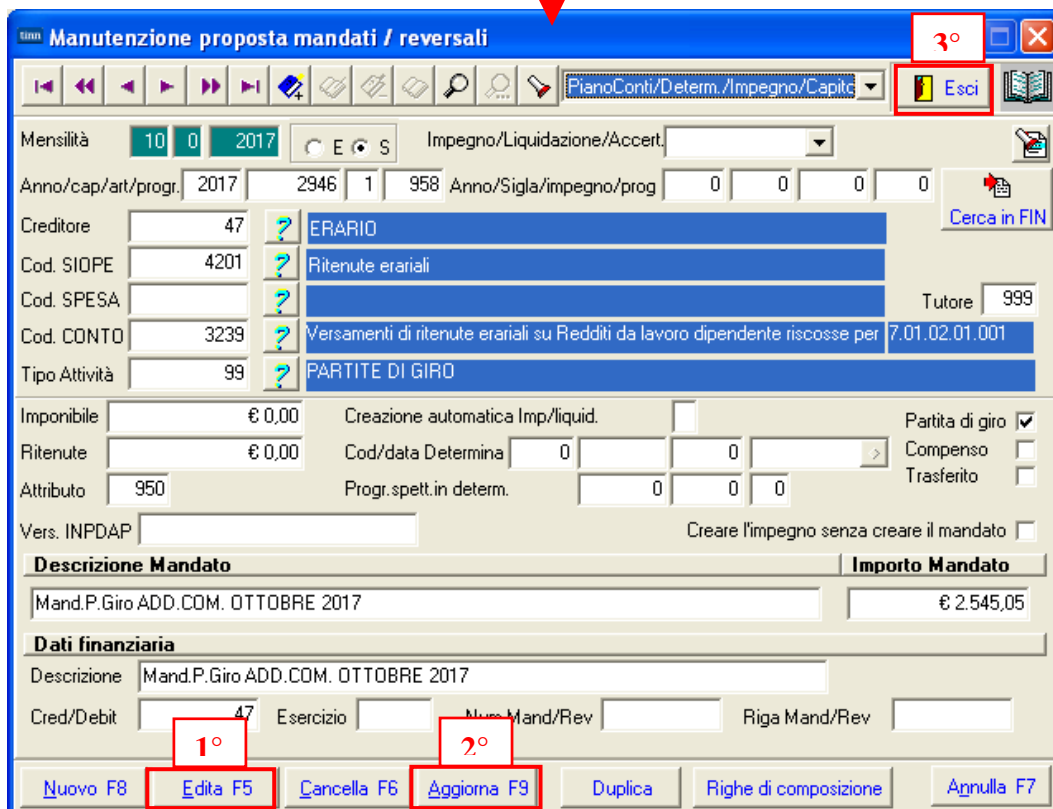 tinn Manutenzione proposta mandati / reversali
3°
PianoConti/Determ./Impegno/Capito
Esci
Mensilità 10 0 2017 E S Impegno/Liquidazione/Accert.
Anno/cap/art/progr. 2017 2946 1 958 Anno/Sigla/impegno/prog 0 0 0 0
Cerca in FIN
Creditore 47 ? ERARIO
Cod. SIOPE 4201 ? Ritenute erariali
Cod. SPESA ? Tutore 999
Cod. CONTO 3239 ? Versamenti di ritenute erariali su Redditi da lavoro dipendente riscosse per 7.01.02.01.001
Tipo Attività 99 ? PARTITE DI GIRO
Imponibile € 0,00 Creazione automatica Imp/liquid. Partita di giro
Ritenute € 0,00 Cod/data Determina 0 0 > Compenso
Trasferito
Attributo 950 Progr.spett.in determ. 0 0 0
Vers. INPDAP Creare l'impegno senza creare il mandato
Descrizione Mandato Importo Mandato
Mand.P.Giro ADD.COM. OTTOBRE 2017 € 2.545,05
Dati finanziaria
Descrizione Mand.P.Giro ADD.COM. OTTOBRE 2017
Cred/Debit 47 Esercizio Num Mand/Rev Riga Mand/Rev
1° 2°
Nuovo F8 Edita F5 Cancella F6 Aggiorna F9 Duplica Righe di composizione Annulla F7